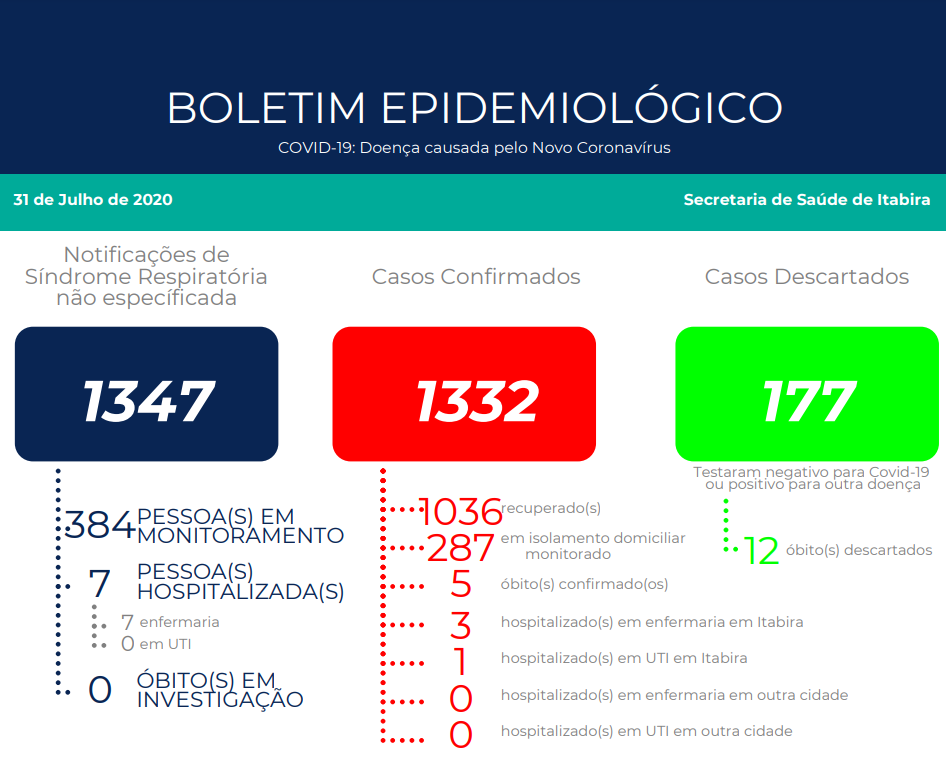 BOLETIM EPIDEMIOLÓGICO
COVID-19: Doença causada pelo Novo Coronavírus
31 de Julho de 2020
Secretaria de Saúde de Itabira
Notificações de
Síndrome Respiratória
não específicada
1347
384 PESSOA(S) EM
MONITORAMENTO
7 PESSOA(S)
HOSPITALIZADA(S)
7 enfermaria
0 em UTI
0 ÓBITO(S) EM
INVESTIGAÇÃO
Casos Confirmados
1332
1036 recuperado(s)
287 em isolamento domiciliar
monitorado
5 óbito(s) confirmado(os)
3 hospitalizado(s) em enfermaria em Itabira
1 hospitalizado(s) em UTI em Itabira
0 hospitalizado(s) em enfermaria em outra cidade
0 hospitalizado(s) em UTI em outra cidade
Casos Descartados
177
Testaram negativo para Covid-19
ou positivo para outra doença
12 óbito(s) descartados